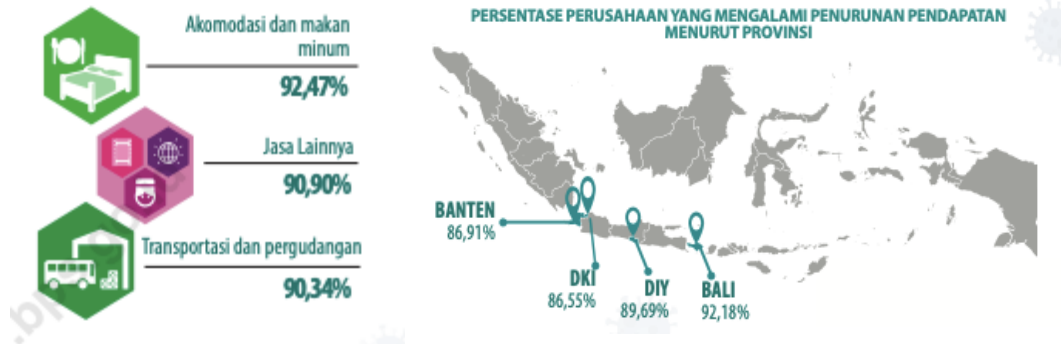 Akomodasi dan makan
minum
92,47%
Jasa Lainnya
90,90%
Transportasi dan pergudangan
90,34%
PERSENTASE PERUSAHAAN YANG MENGALAMI PENURUNAN PENDAPATAN
MENURUT PROVINSI
BANTEN
86,91%
DKI
86,55%
DIY
89,69%
BALI
92,18%